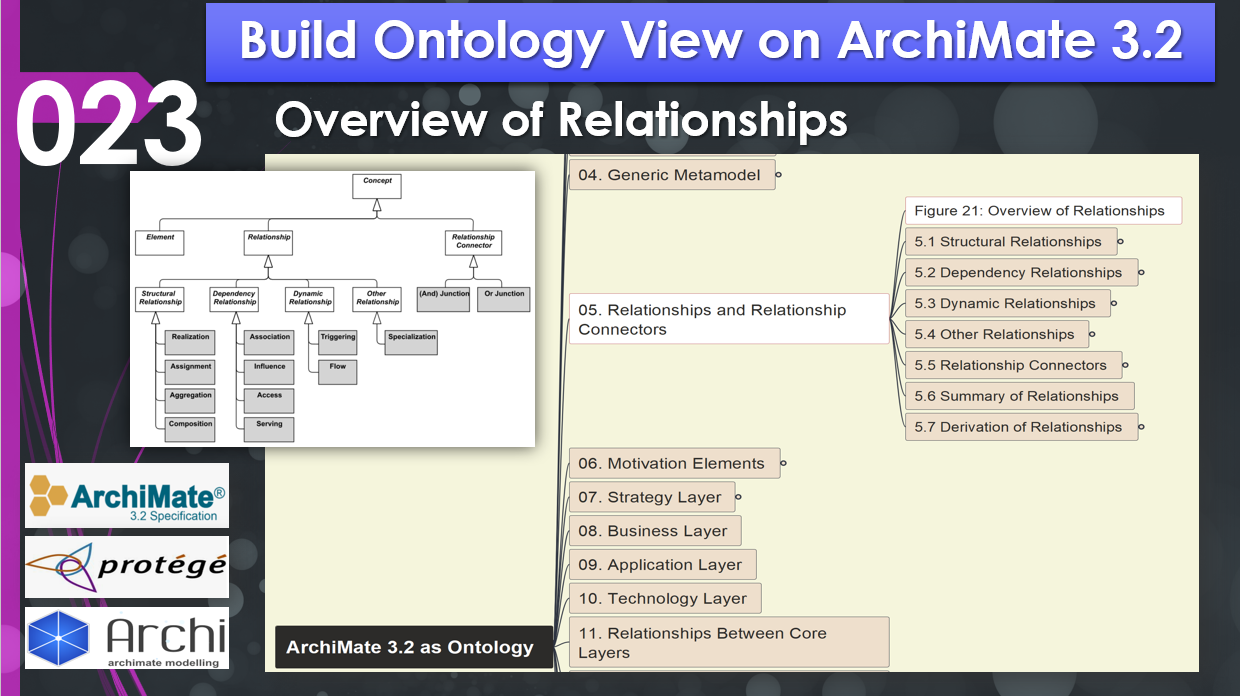 Build Ontology View on ArchiMate 3.2
023
Overview of Relationships
Concept
Element
Relationship
Relationship
Connector
Structural
Relationship
Dependency
Relationship
Dynamic
Relationship
Other
Relationship
(And) Junction
Or Junction
Realization
Association
Triggering
Specialization
Assignment
Influence
Flow
Aggregation
Access
Composition
Serving
04. Generic Metamodel
05. Relationships and Relationship
Connectors
Figure 21: Overview of Relationships
5.1 Structural Relationships
5.2 Dependency Relationships
5.3 Dynamic Relationships
5.4 Other Relationships
5.5 Relationship Connectors
5.6 Summary of Relationships
5.7 Derivation of Relationships
06. Motivation Elements
07. Strategy Layer
08. Business Layer
09. Application Layer
10. Technology Layer
11. Relationships Between Core
Layers
ArchiMate 3.2 as Ontology
ArchiMate®
3.2 Specification
protégé
Archi
archimate modelling